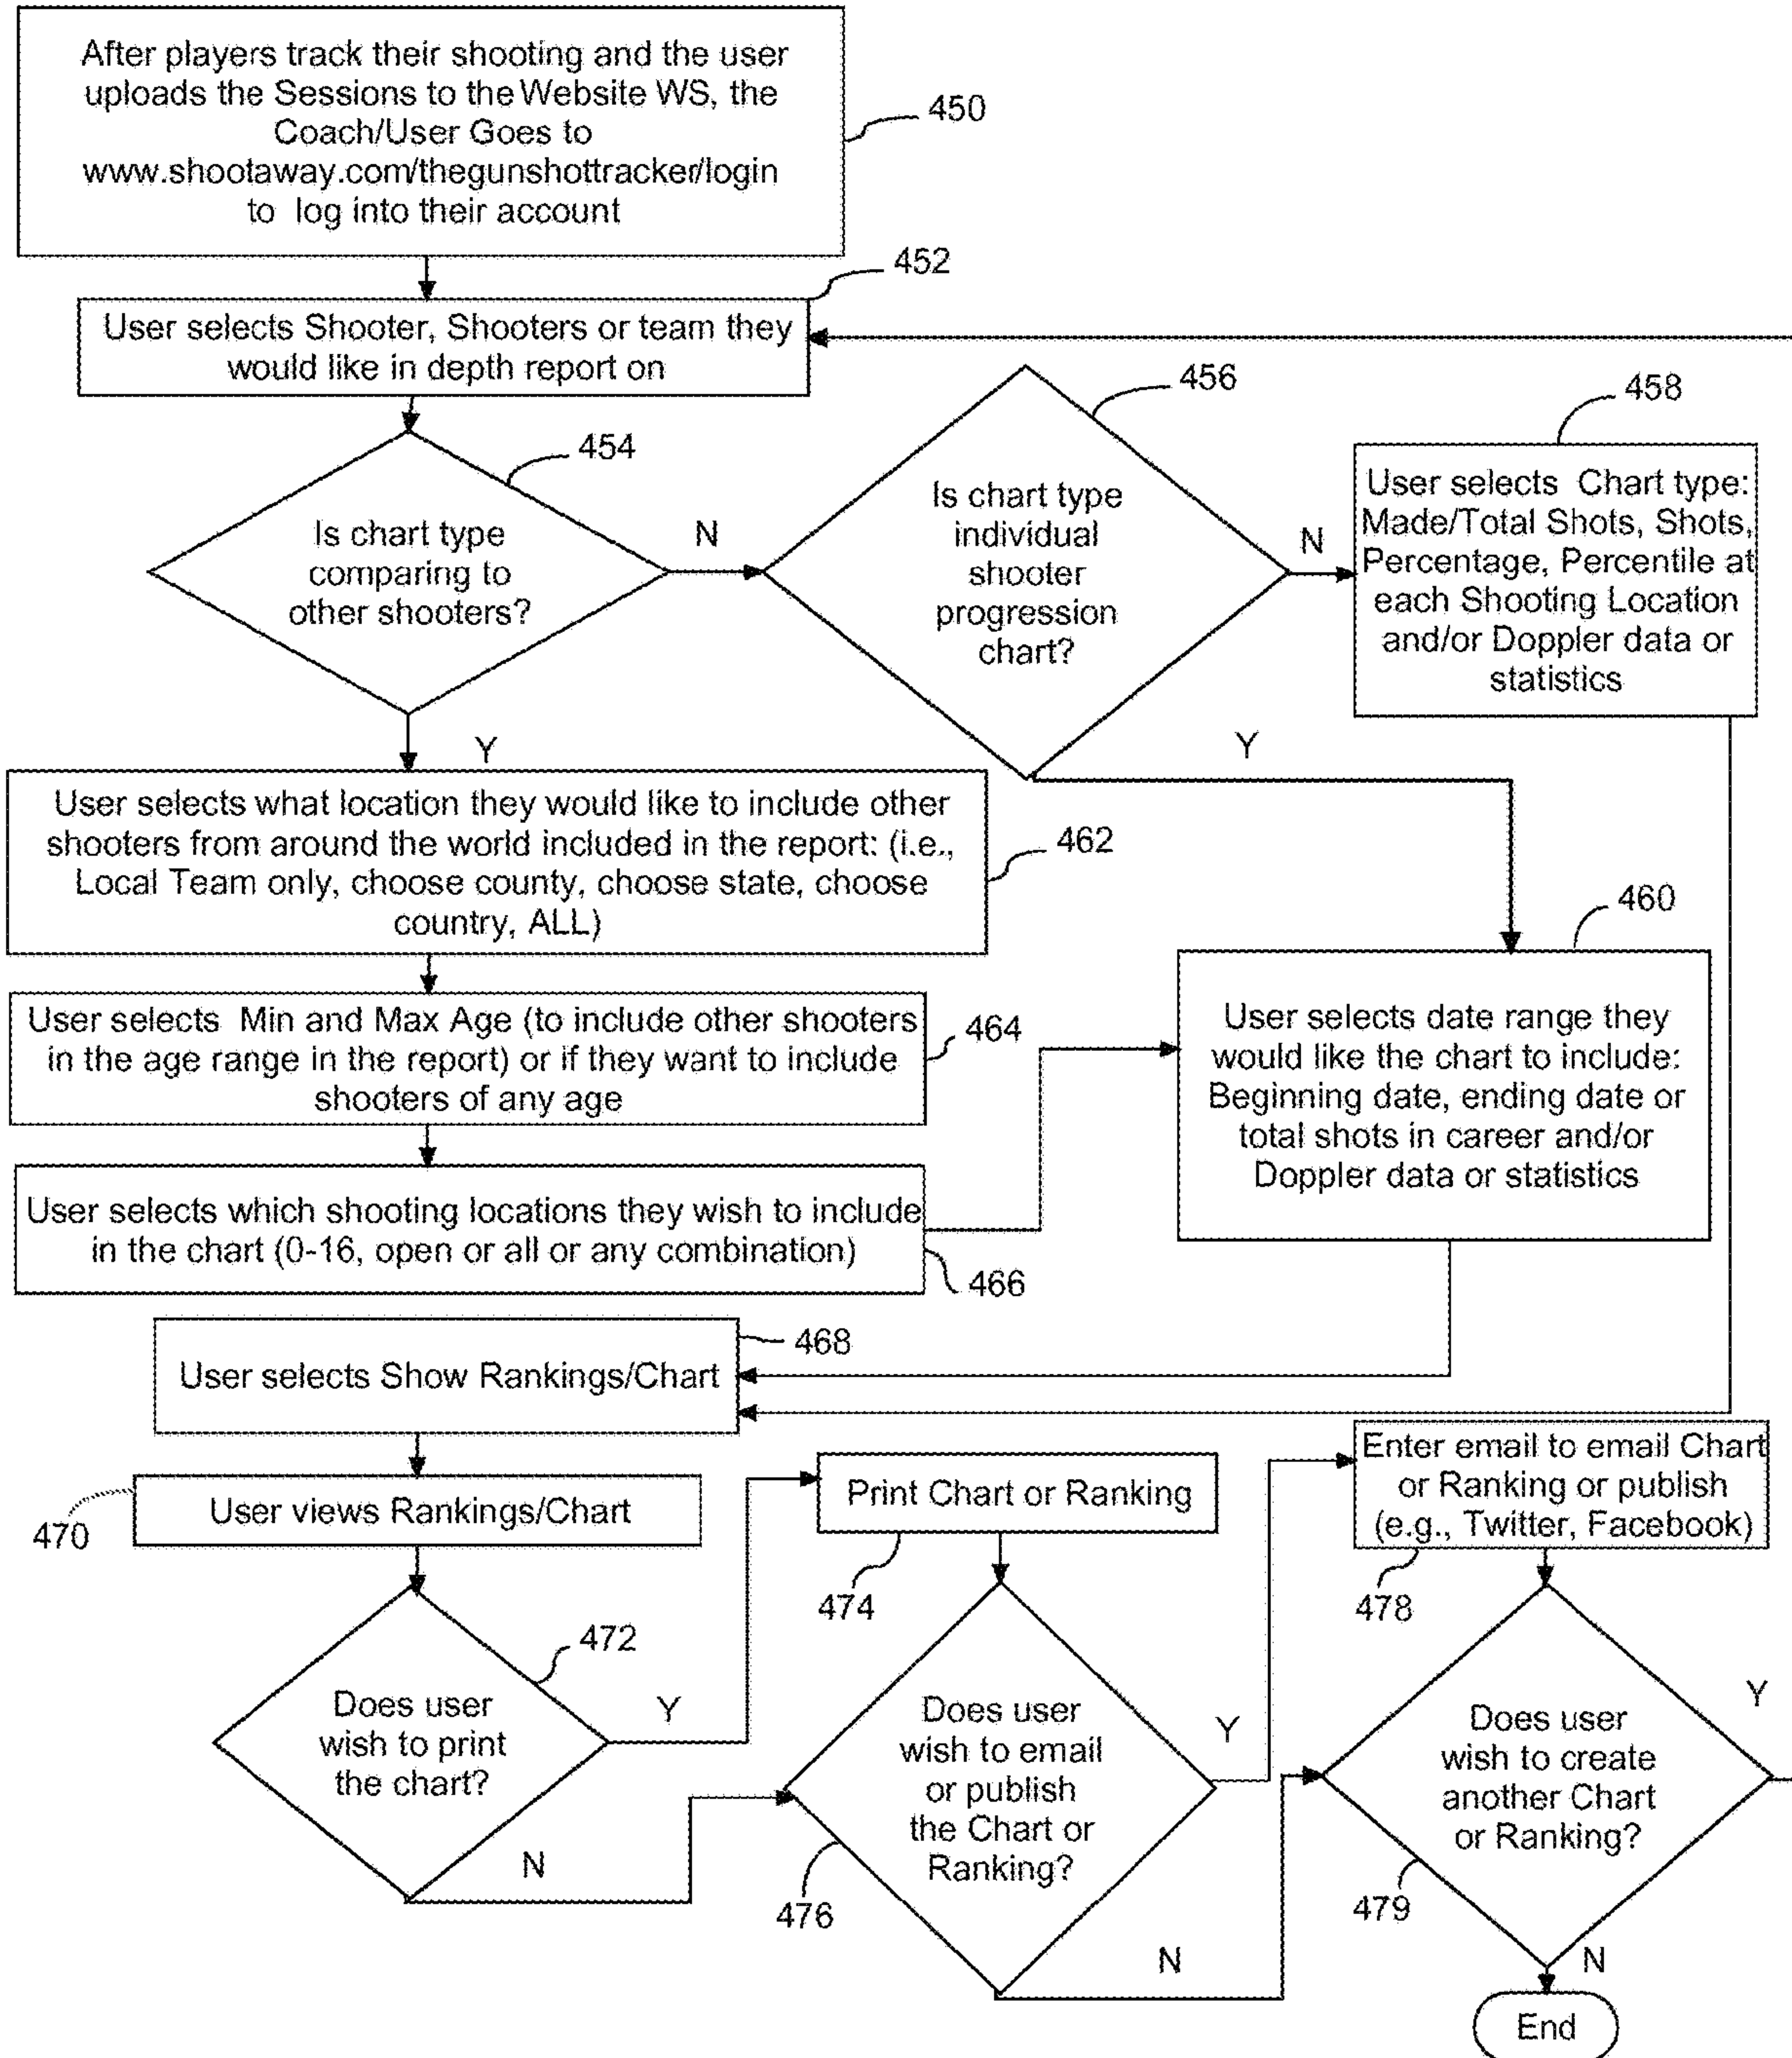 After players track their shooting and the user
uploads the Sessions to the Website WS, the
Coach/User Goes to
www.shootaway.com/thegunshottracker/login
to log into their account
450
452
User selects Shooter, Shooters or team they
would like in depth report on
454
Is chart type
comparing to
other shooters?
N
Y
456
Is chart type
individual
shooter
progression
chart?
N
Y
458
User selects Chart type:
Made/Total Shots, Shots,
Percentage, Percentile at
each Shooting Location
and/or Doppler data or
statistics
User selects what location they would like to include other
shooters from around the world included in the report: (i.e.,
Local Team only, choose county, choose state, choose
country, ALL)
462
460
User selects date range they
would like the chart to include:
Beginning date, ending date or
total shots in career and/or
Doppler data or statistics
User selects Min and Max Age (to include other shooters
in the age range in the report) or if they want to include
shooters of any age
464
User selects which shooting locations they wish to include
in the chart (0-16, open or all or any combination)
466
User selects Show Rankings/Chart
468
User views Rankings/Chart
470
Does user
wish to print
the chart?
472
Y
N
Print Chart or Ranking
474
Does user
wish to email
or publish
the Chart or
Ranking?
476
Y
N
Enter email to email Chart
or Ranking or publish
(e.g., Twitter, Facebook)
478
Does user
wish to create
another Chart
or Ranking?
479
Y
N
End